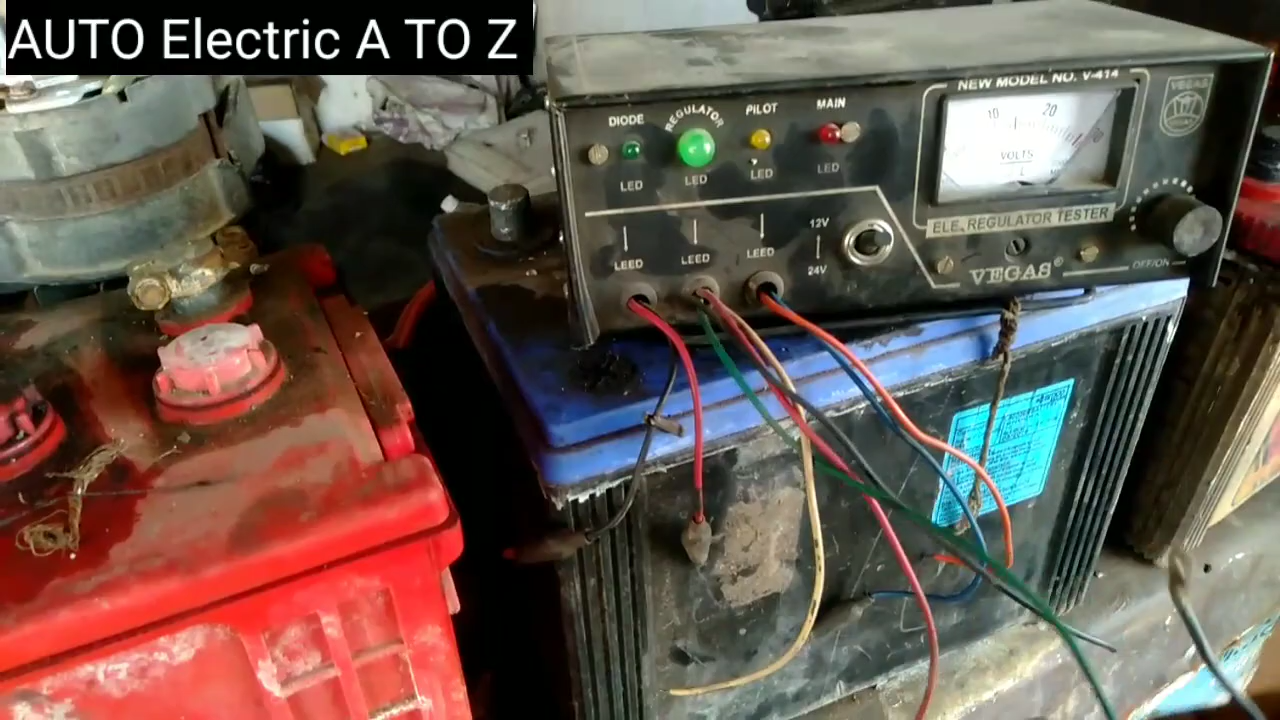 AUTO Electric A TO Z
NEW MODEL NO. V-414
VEGAS
DIODE
REGULATOR
PILOT
MAIN
LED
LED
LED
LED
10 20 30
VOLTS
ELE. REGULATOR TESTER
LEED
LEED
LEED
12V
24V
VEGAS®
OFF/ON